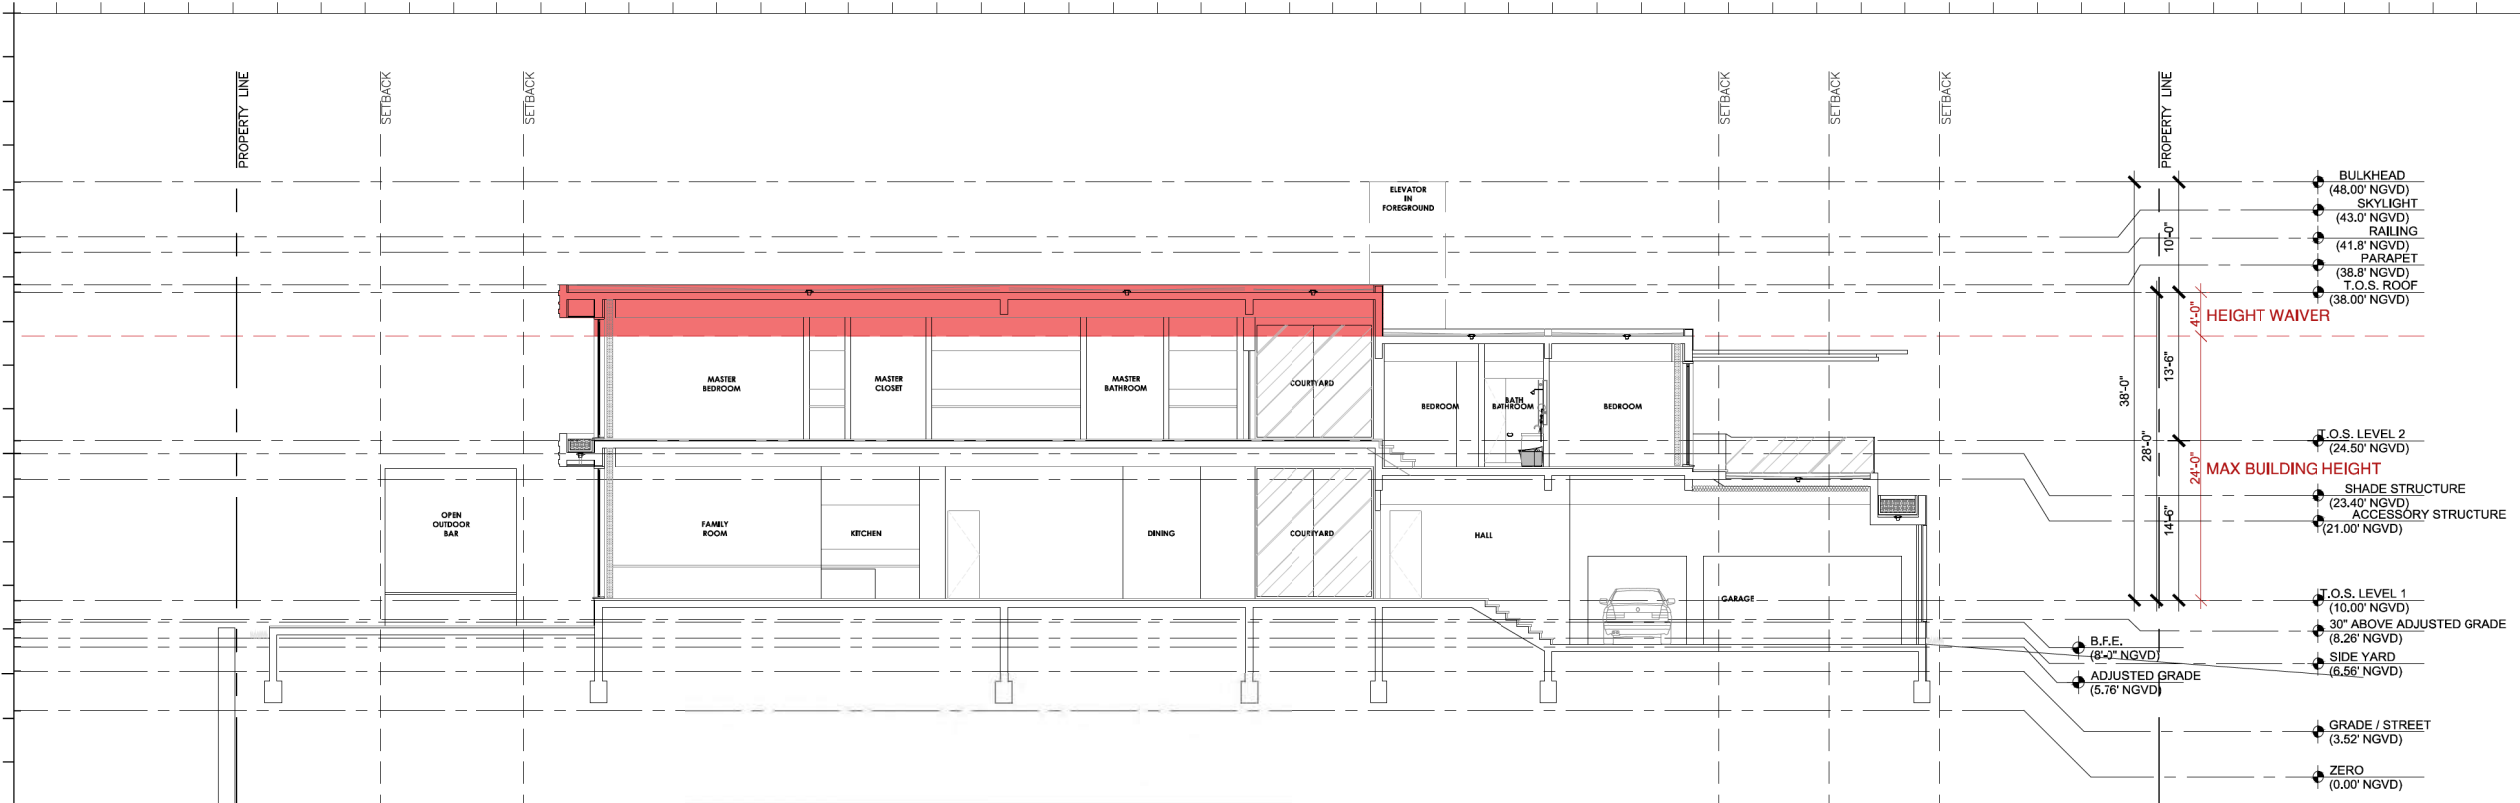 PROPERTY LINE
SETBACK
SETBACK
SETBACK
SETBACK
SETBACK
PROPERTY LINE
ELEVATOR
IN
FOREGROUND
BULKHEAD
(48.00' NGVD)
SKYLIGHT
(43.0' NGVD)
RAILING
(41.8' NGVD)
PARAPET
(38.8' NGVD)
T.O.S. ROOF
(38.00' NGVD)
10'-0"
4'-0"
HEIGHT WAIVER
13'-6"
38'-0"
28'-0"
24'-0"
MAX BUILDING HEIGHT
14'-6"
MASTER
BEDROOM
MASTER
CLOSET
MASTER
BATHROOM
COURTYARD
BEDROOM
BATH
BATHROOM
BEDROOM
T.O.S. LEVEL 2
(24.50' NGVD)
SHADE STRUCTURE
(23.40' NGVD)
ACCESSORY STRUCTURE
(21.00' NGVD)
OPEN
OUTDOOR
BAR
FAMILY
ROOM
KITCHEN
DINING
COURTYARD
HALL
GARAGE
T.O.S. LEVEL 1
(10.00' NGVD)
30" ABOVE ADJUSTED GRADE
(8.26' NGVD)
B.F.E.
(8'-0" NGVD)
SIDE YARD
(6.56' NGVD)
ADJUSTED GRADE
(5.76' NGVD)
GRADE / STREET
(3.52' NGVD)
ZERO
(0.00' NGVD)